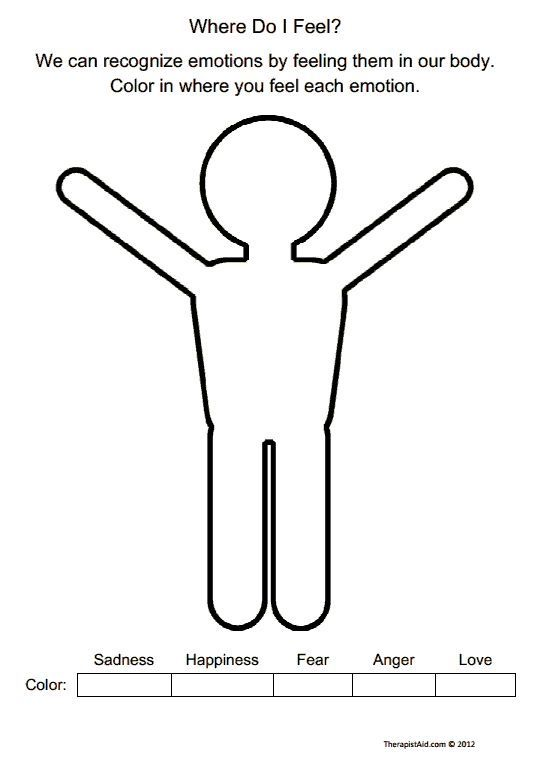 Where Do I Feel?
We can recognize emotions by feeling them in our body.
Color in where you feel each emotion.
Sadness Happiness Fear Anger Love
Color:
TherapistAid.com © 2012